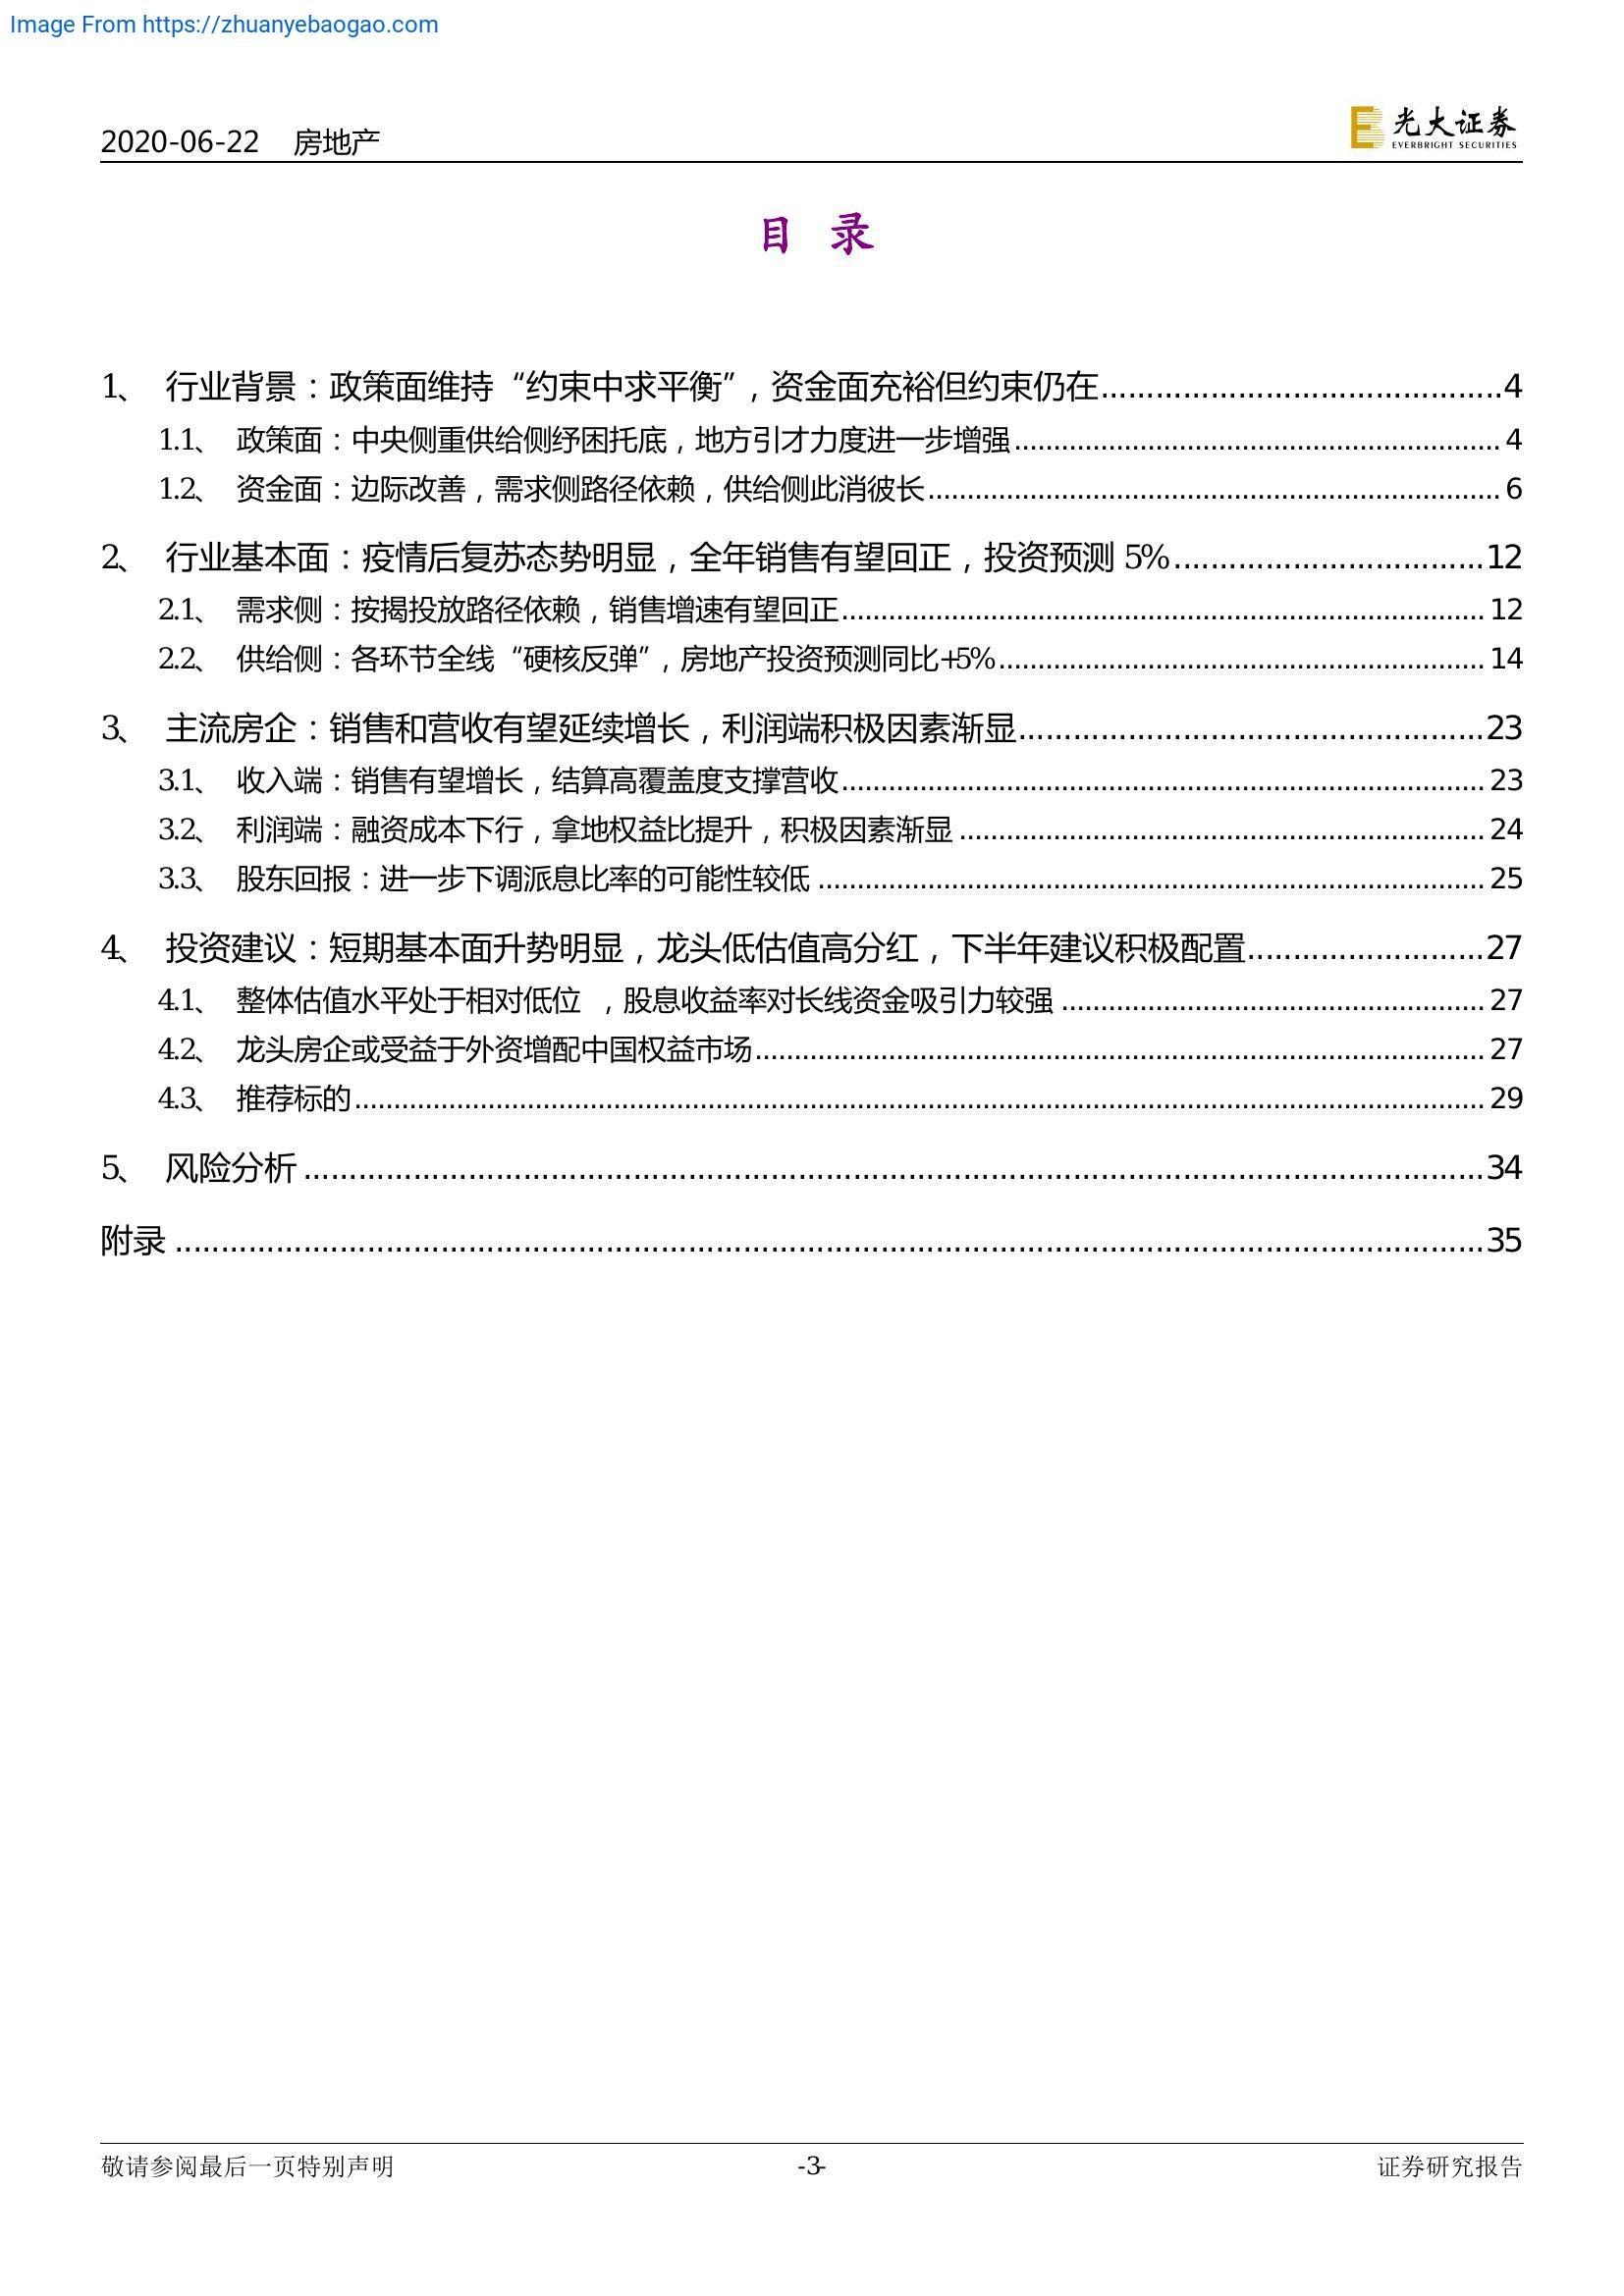 Image From https://zhuanyebaogao.com
2020-06-22 房地产
光大证券
EVERBRIGHT SECURITIES
目 录
1、 行业背景：政策面维持“约束中求平衡”，资金面充裕但约束仍在............................................4
1.1、 政策面：中央侧重供给侧纾困托底，地方引才力度进一步增强............................................ 4
1.2、 资金面：边际改善，需求侧路径依赖，供给侧此消彼长............................................ 6
2、 行业基本面：疫情后复苏态势明显，全年销售有望回正，投资预测 5%..................................12
2.1、 需求侧：按揭投放路径依赖，销售增速有望回正............................................ 12
2.2、 供给侧：各环节全线“硬核反弹”，房地产投资预测同比+5%............................................ 14
3、 主流房企：销售和营收有望延续增长，利润端积极因素渐显............................................23
3.1、 收入端：销售有望增长，结算高覆盖度支撑营收............................................ 23
3.2、 利润端：融资成本下行，拿地权益比提升，积极因素渐显 ............................................ 24
3.3、 股东回报：进一步下调派息比率的可能性较低 ............................................ 25
4、 投资建议：短期基本面升势明显，龙头低估值高分红，下半年建议积极配置..........................27
4.1、 整体估值水平处于相对低位 ，股息收益率对长线资金吸引力较强 ............................................ 27
4.2、 龙头房企或受益于外资增配中国权益市场............................................ 27
4.3、 推荐标的............................................ 29
5、 风险分析 ............................................34
附录 ............................................35
敬请参阅最后一页特别声明 -3- 证券研究报告